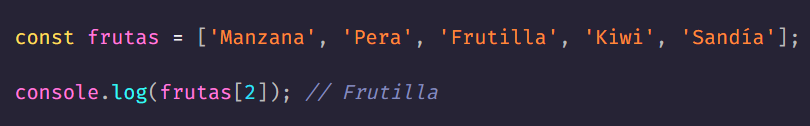 const frutas = ['Manzana', 'Pera', 'Frutilla', 'Kiwi', 'Sandía'];
console.log(frutas[2]); // Frutilla